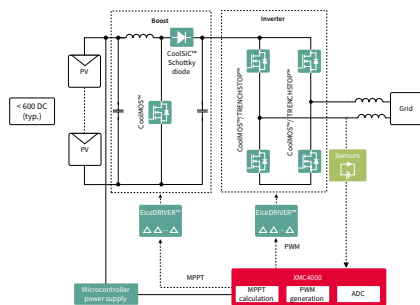 Boost
Inverter
CoolSiC™
Schottky
diode
PV
< 600 DC
(typ.)
PV
CoolMOS™
CoolMOS™/TRENCHSTOP™
CoolMOS™/TRENCHSTOP™
Grid
Sensors
EiceDRIVER™
...
EiceDRIVER™
...
PWM
MPPT
Microcontroller
power supply
XMC4000
MPPT
calculation
PWM
generation
ADC